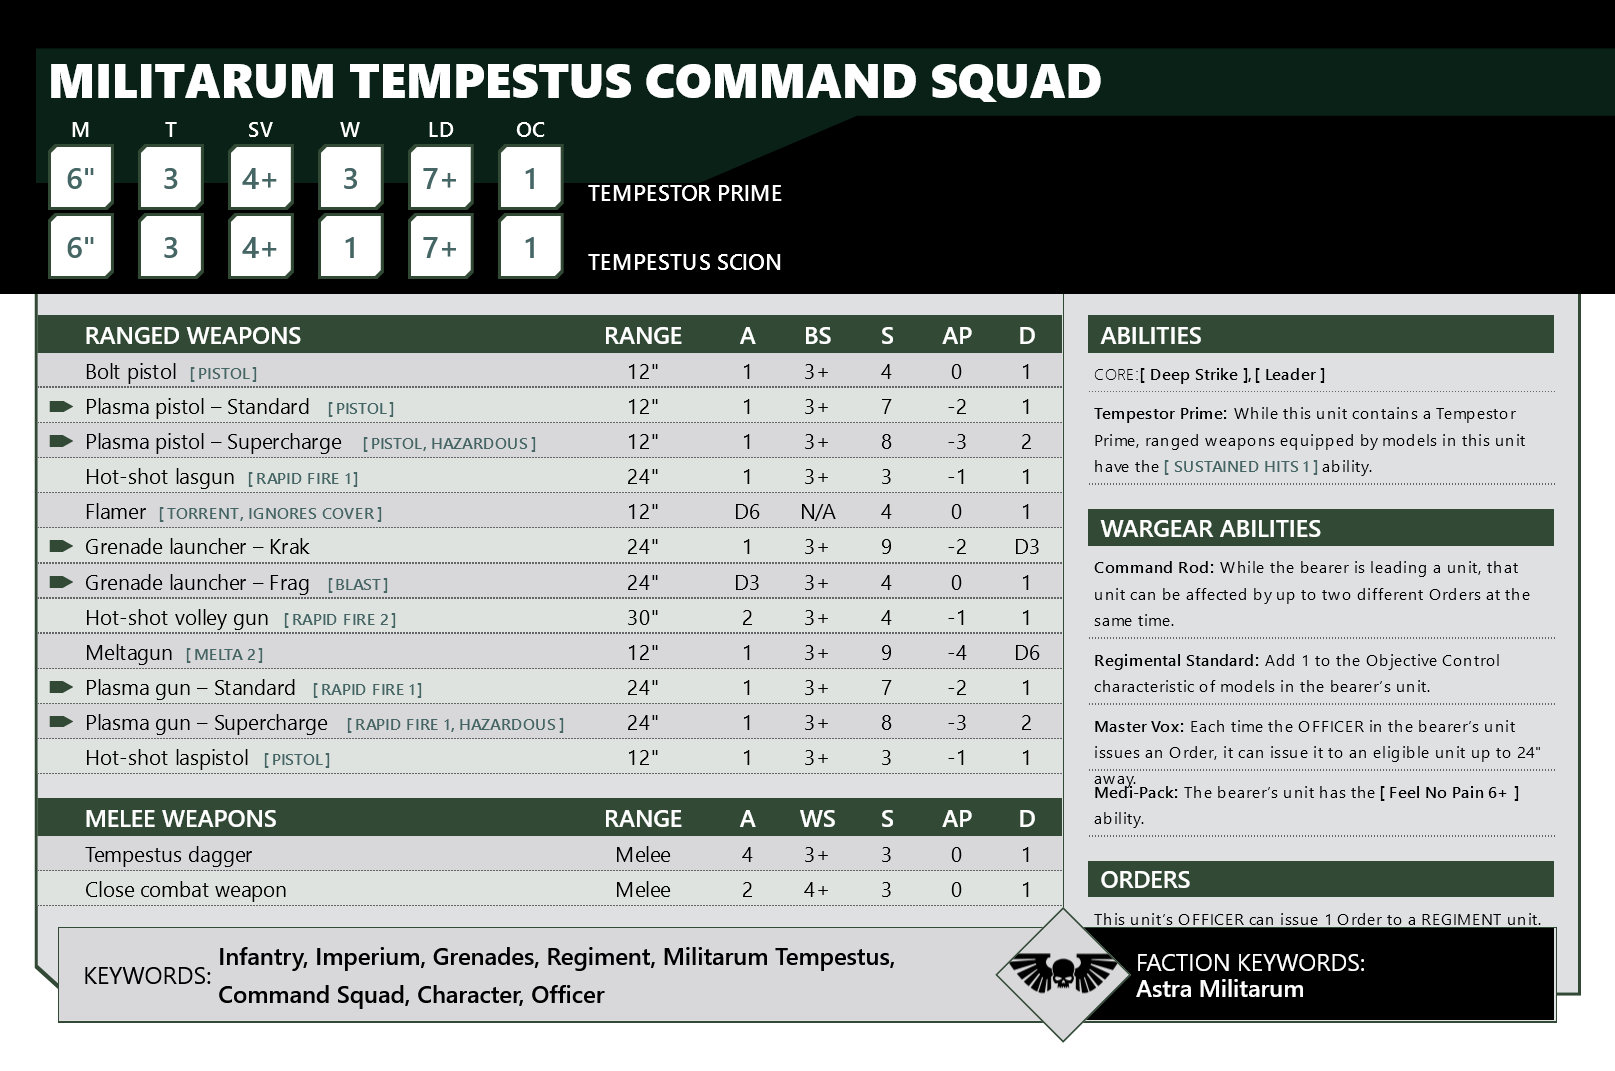 MILITARUM TEMPESTUS COMMAND SQUAD
M T SV W LD OC
6" 3 4+ 3 7+ 1 TEMPESTOR PRIME
6" 3 4+ 1 7+ 1 TEMPESTUS SCION
RANGED WEAPONS RANGE A BS S AP D
Bolt pistol [PISTOL] 12" 1 3+ 4 0 1
Plasma pistol – Standard [PISTOL] 12" 1 3+ 7 -2 1
Plasma pistol – Supercharge [PISTOL, HAZARDOUS] 12" 1 3+ 8 -3 2
Hot-shot lasgun [RAPID FIRE 1] 24" 1 3+ 3 -1 1
Flamer [TORRENT, IGNORES COVER] 12" D6 N/A 4 0 1
Grenade launcher – Krak 24" 1 3+ 9 -2 D3
Grenade launcher – Frag [BLAST] 24" D3 3+ 4 0 1
Hot-shot volley gun [RAPID FIRE 2] 30" 2 3+ 4 -1 1
Meltagun [MELTA 2] 12" 1 3+ 9 -4 D6
Plasma gun – Standard [RAPID FIRE 1] 24" 1 3+ 7 -2 1
Plasma gun – Supercharge [RAPID FIRE 1, HAZARDOUS] 24" 1 3+ 8 -3 2
Hot-shot laspistol [PISTOL] 12" 1 3+ 3 -1 1
MELEE WEAPONS RANGE A WS S AP D
Tempestus dagger Melee 4 3+ 3 0 1
Close combat weapon Melee 2 4+ 3 0 1
ABILITIES
CORE:[ Deep Strike ], [ Leader ]
Tempestor Prime: While this unit contains a Tempestor
Prime, ranged weapons equipped by models in this unit
have the [ SUSTAINED HITS 1 ] ability.
WARGEAR ABILITIES
Command Rod: While the bearer is leading a unit, that
unit can be affected by up to two different Orders at the
same time.
Regimental Standard: Add 1 to the Objective Control
characteristic of models in the bearer's unit.
Master Vox: Each time the OFFICER in the bearer's unit
issues an Order, it can issue it to an eligible unit up to 24"
away.
Medi-Pack: The bearer's unit has the [ Feel No Pain 6+ ]
ability.
ORDERS
This unit's OFFICER can issue 1 Order to a REGIMENT unit.
KEYWORDS: Infantry, Imperium, Grenades, Regiment, Militarum Tempestus,
Command Squad, Character, Officer
FACTION KEYWORDS:
Astra Militarum